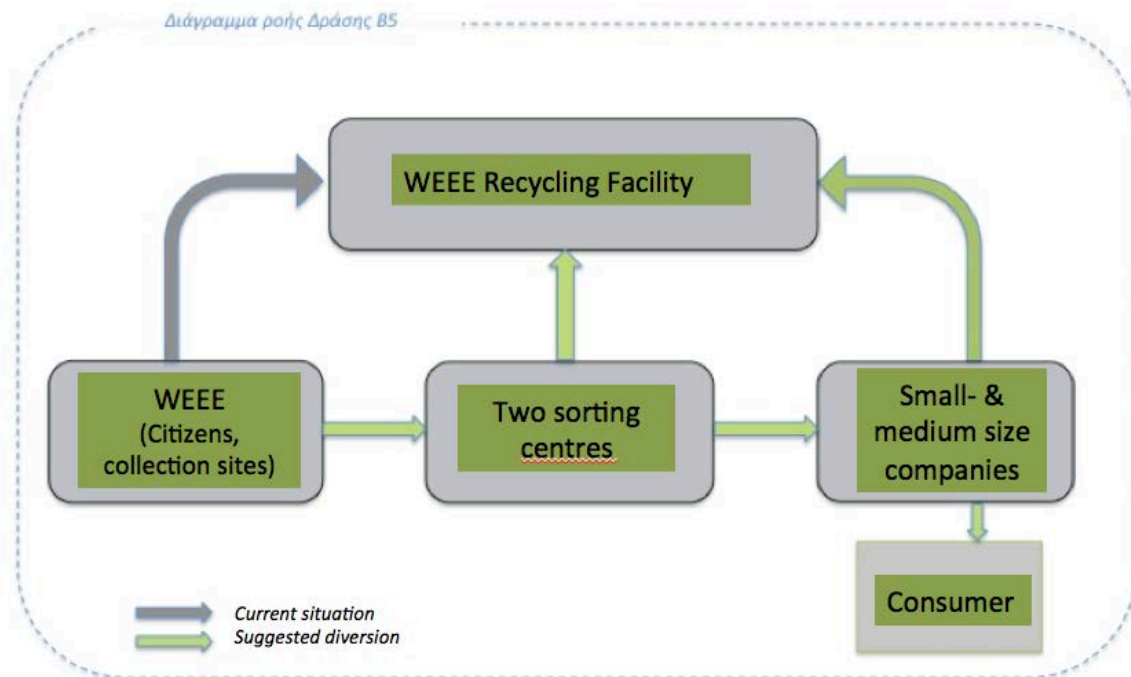 Διάγραμμα ροής Δράσης B5
WEEE Recycling Facility
WEEE
(Citizens,
collection sites)
Two sorting
centres
Small- &
medium size
companies
Consumer
Current situation
Suggested diversion